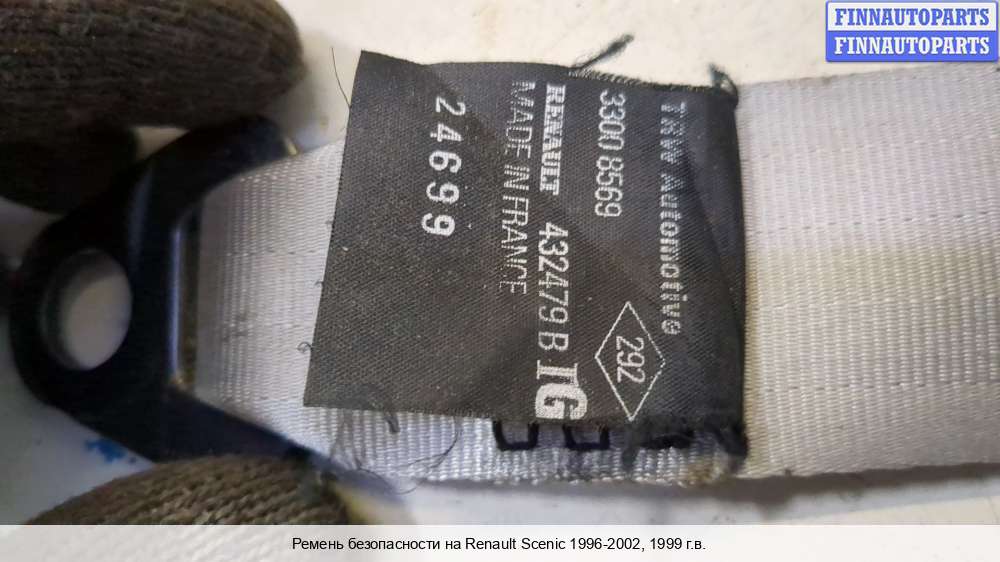 FINNAUTOPARTS
FINNAUTOPARTS
TRW Automotive
3300 8569
292
RENAULT 432479 B IG
MADE IN FRANCE
24699
Ремень безопасности на Renault Scenic 1996-2002, 1999 г.в.